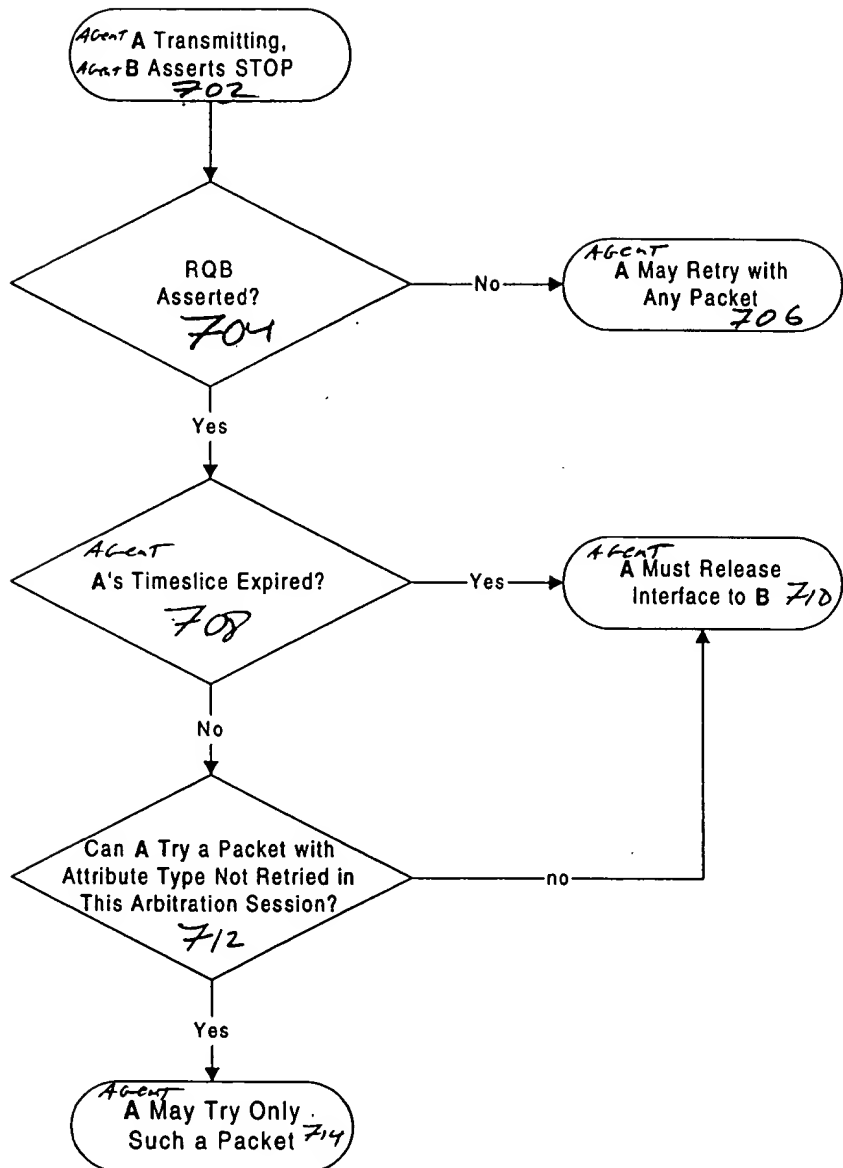 Agent A Transmitting,
Agent B Asserts STOP
702
RQB
Asserted?
704
No
Agent
A May Retry with
Any Packet
706
Yes
Agent
A's Timeslice Expired?
708
Yes
Agent
A Must Release
Interface to B 710
No
Can A Try a Packet with
Attribute Type Not Retried in
This Arbitration Session?
712
no
Yes
Agent
A May Try Only
Such a Packet 714